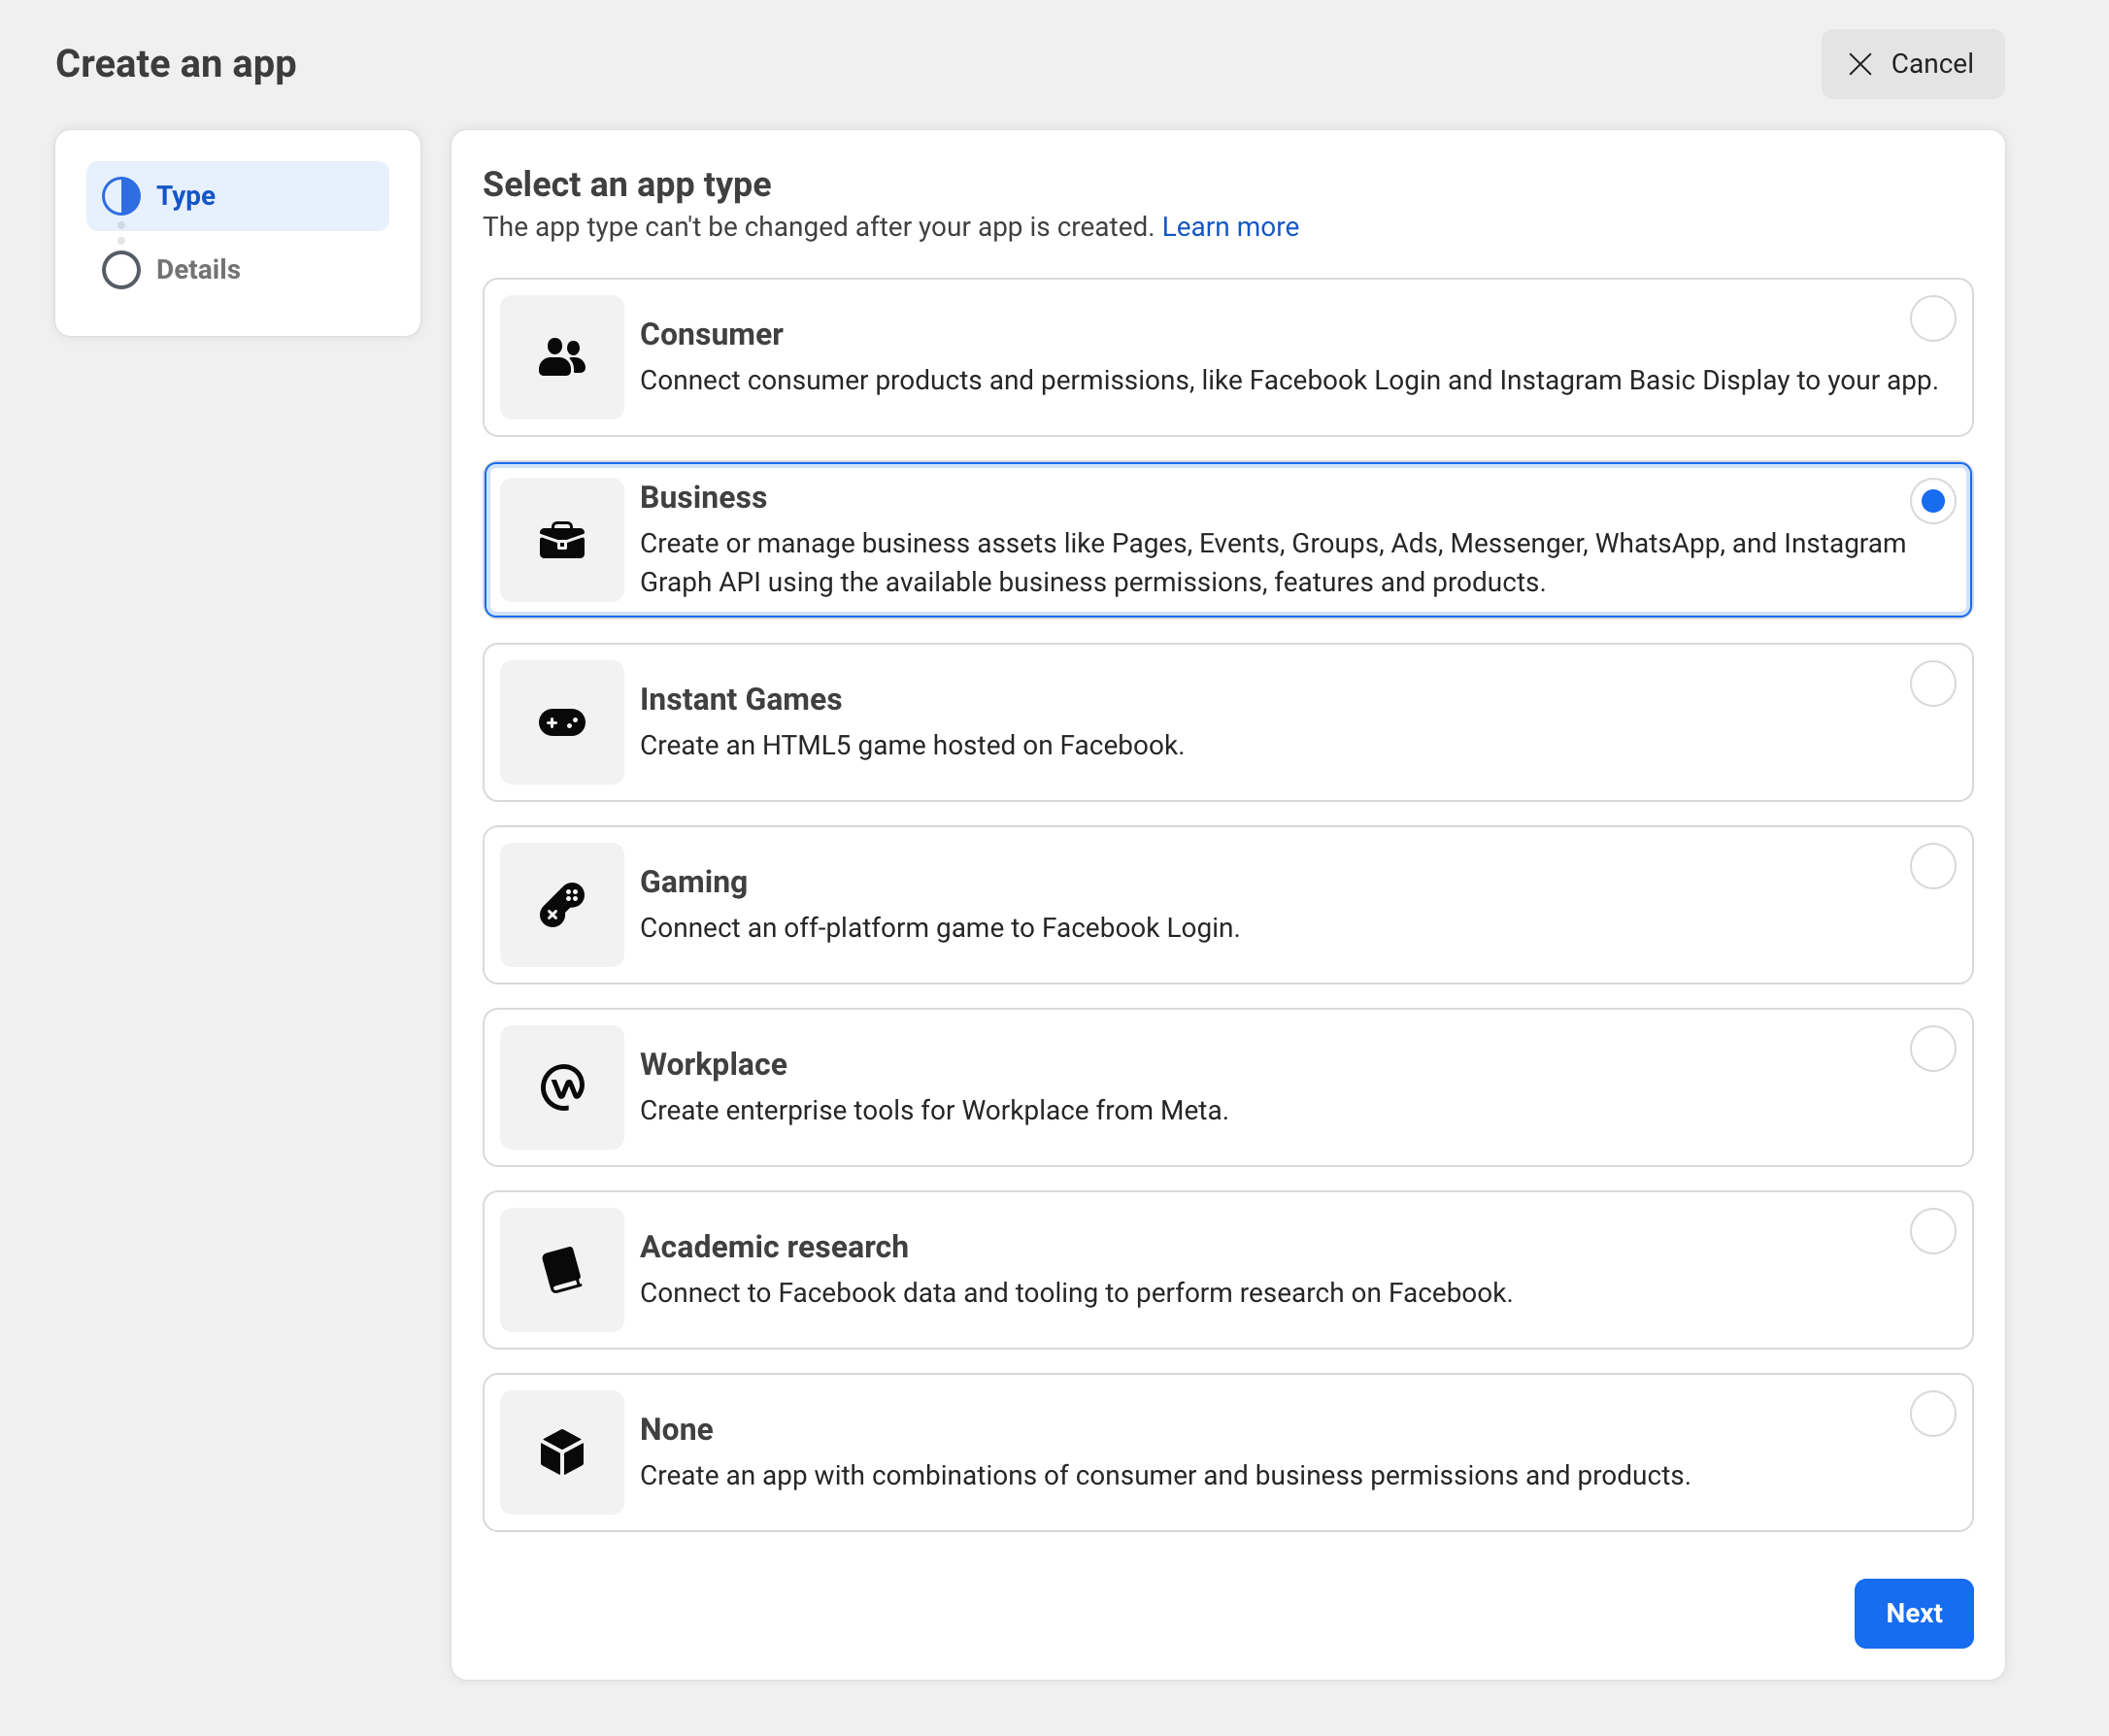 Create an app
Cancel
Type
Details
Select an app type
The app type can't be changed after your app is created. Learn more
Consumer
Connect consumer products and permissions, like Facebook Login and Instagram Basic Display to your app.
Business
Create or manage business assets like Pages, Events, Groups, Ads, Messenger, WhatsApp, and Instagram
Graph API using the available business permissions, features and products.
Instant Games
Create an HTML5 game hosted on Facebook.
Gaming
Connect an off-platform game to Facebook Login.
Workplace
Create enterprise tools for Workplace from Meta.
Academic research
Connect to Facebook data and tooling to perform research on Facebook.
None
Create an app with combinations of consumer and business permissions and products.
Next